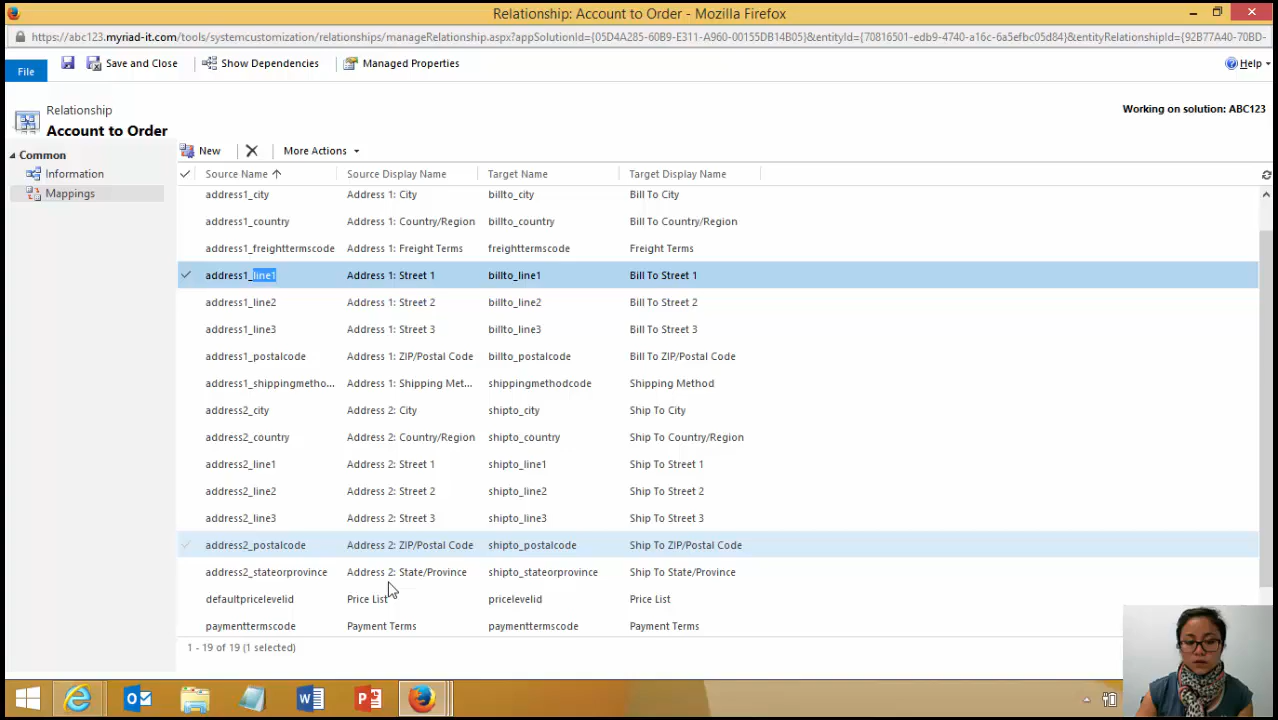 Relationship: Account to Order - Mozilla Firefox
https://abc123.myriad-it.com/tools/systemcustomization/relationships/manageRelationship.aspx?appSolutionId={05D4A285-60B9-E311-A960-00155DB14B05}&entityId={70816501-edb9-4740-a16c-6a5efbc05d84}&entityRelationshipId={92B77A40-70BD-
File Save and Close Show Dependencies Managed Properties Help
Relationship
Account to Order
Working on solution: ABC123
Common
Information
Mappings
New More Actions
Source Name Source Display Name Target Name Target Display Name
address1_city Address 1: City billto_city Bill To City
address1_country Address 1: Country/Region billto_country Bill To Country/Region
address1_freighttermscode Address 1: Freight Terms freighttermscode Freight Terms
address1_line1 Address 1: Street 1 billto_line1 Bill To Street 1
address1_line2 Address 1: Street 2 billto_line2 Bill To Street 2
address1_line3 Address 1: Street 3 billto_line3 Bill To Street 3
address1_postalcode Address 1: ZIP/Postal Code billto_postalcode Bill To ZIP/Postal Code
address1_shippingmetho... Address 1: Shipping Met... shippingmethodcode Shipping Method
address2_city Address 2: City shipto_city Ship To City
address2_country Address 2: Country/Region shipto_country Ship To Country/Region
address2_line1 Address 2: Street 1 shipto_line1 Ship To Street 1
address2_line2 Address 2: Street 2 shipto_line2 Ship To Street 2
address2_line3 Address 2: Street 3 shipto_line3 Ship To Street 3
address2_postalcode Address 2: ZIP/Postal Code shipto_postalcode Ship To ZIP/Postal Code
address2_stateorprovince Address 2: State/Province shipto_stateorprovince Ship To State/Province
defaultpricelevelid Price List pricelevelid Price List
paymenttermscode Payment Terms paymenttermscode Payment Terms
1 - 19 of 19 (1 selected)